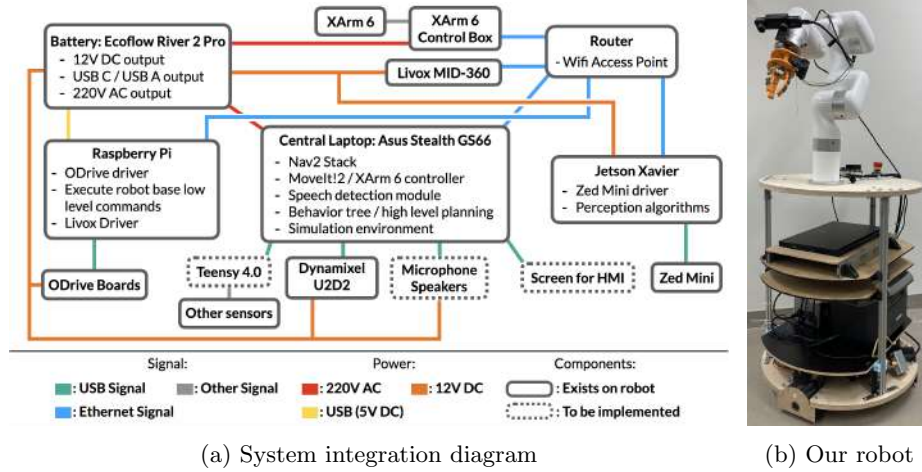 XArm 6
XArm 6
Control Box
Battery: Ecoflow River 2 Pro
- 12V DC output
- USB C / USB A output
- 220V AC output
Router
- Wifi Access Point
Livox MID-360
Raspberry Pi
- ODrive driver
- Execute robot base low
level commands
- Livox Driver
Central Laptop: Asus Stealth GS66
- Nav2 Stack
- MoveIt!2 / XArm 6 controller
- Speech detection module
- Behavior tree / high level planning
- Simulation environment
Jetson Xavier
- Zed Mini driver
- Perception algorithms
ODrive Boards
Teensy 4.0
Other sensors
Dynamixel
U2D2
Microphone
Speakers
Screen for HMI
Zed Mini
Signal:
Power:
Components:
: USB Signal
: Other Signal
: 220V AC
: 12V DC
: Exists on robot
: Ethernet Signal
: USB (5V DC)
: To be implemented
(a) System integration diagram
(b) Our robot